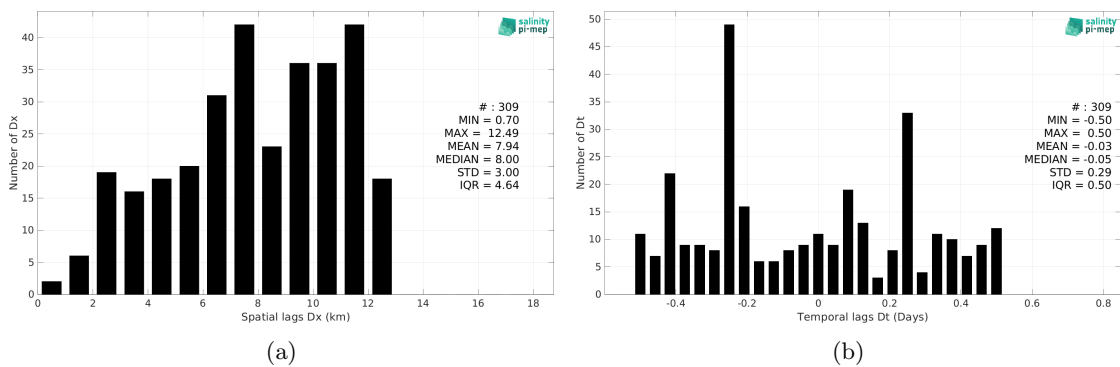 salinity
pi-mep
40
35
30
25
20
15
10
5
0
Number of Dx
# : 309
MIN = 0.70
MAX = 12.49
MEAN = 7.94
MEDIAN = 8.00
STD = 3.00
IQR = 4.64
0 2 4 6 8 10 12 14 16 18
Spatial lags Dx (km)
(a)
salinity
pi-mep
50
45
40
35
30
25
20
15
10
5
0
Number of Dt
# : 309
MIN = -0.50
MAX = 0.50
MEAN = -0.03
MEDIAN = -0.05
STD = 0.29
IQR = 0.50
-0.4 -0.2 0 0.2 0.4 0.6 0.8
Temporal lags Dt (Days)
(b)